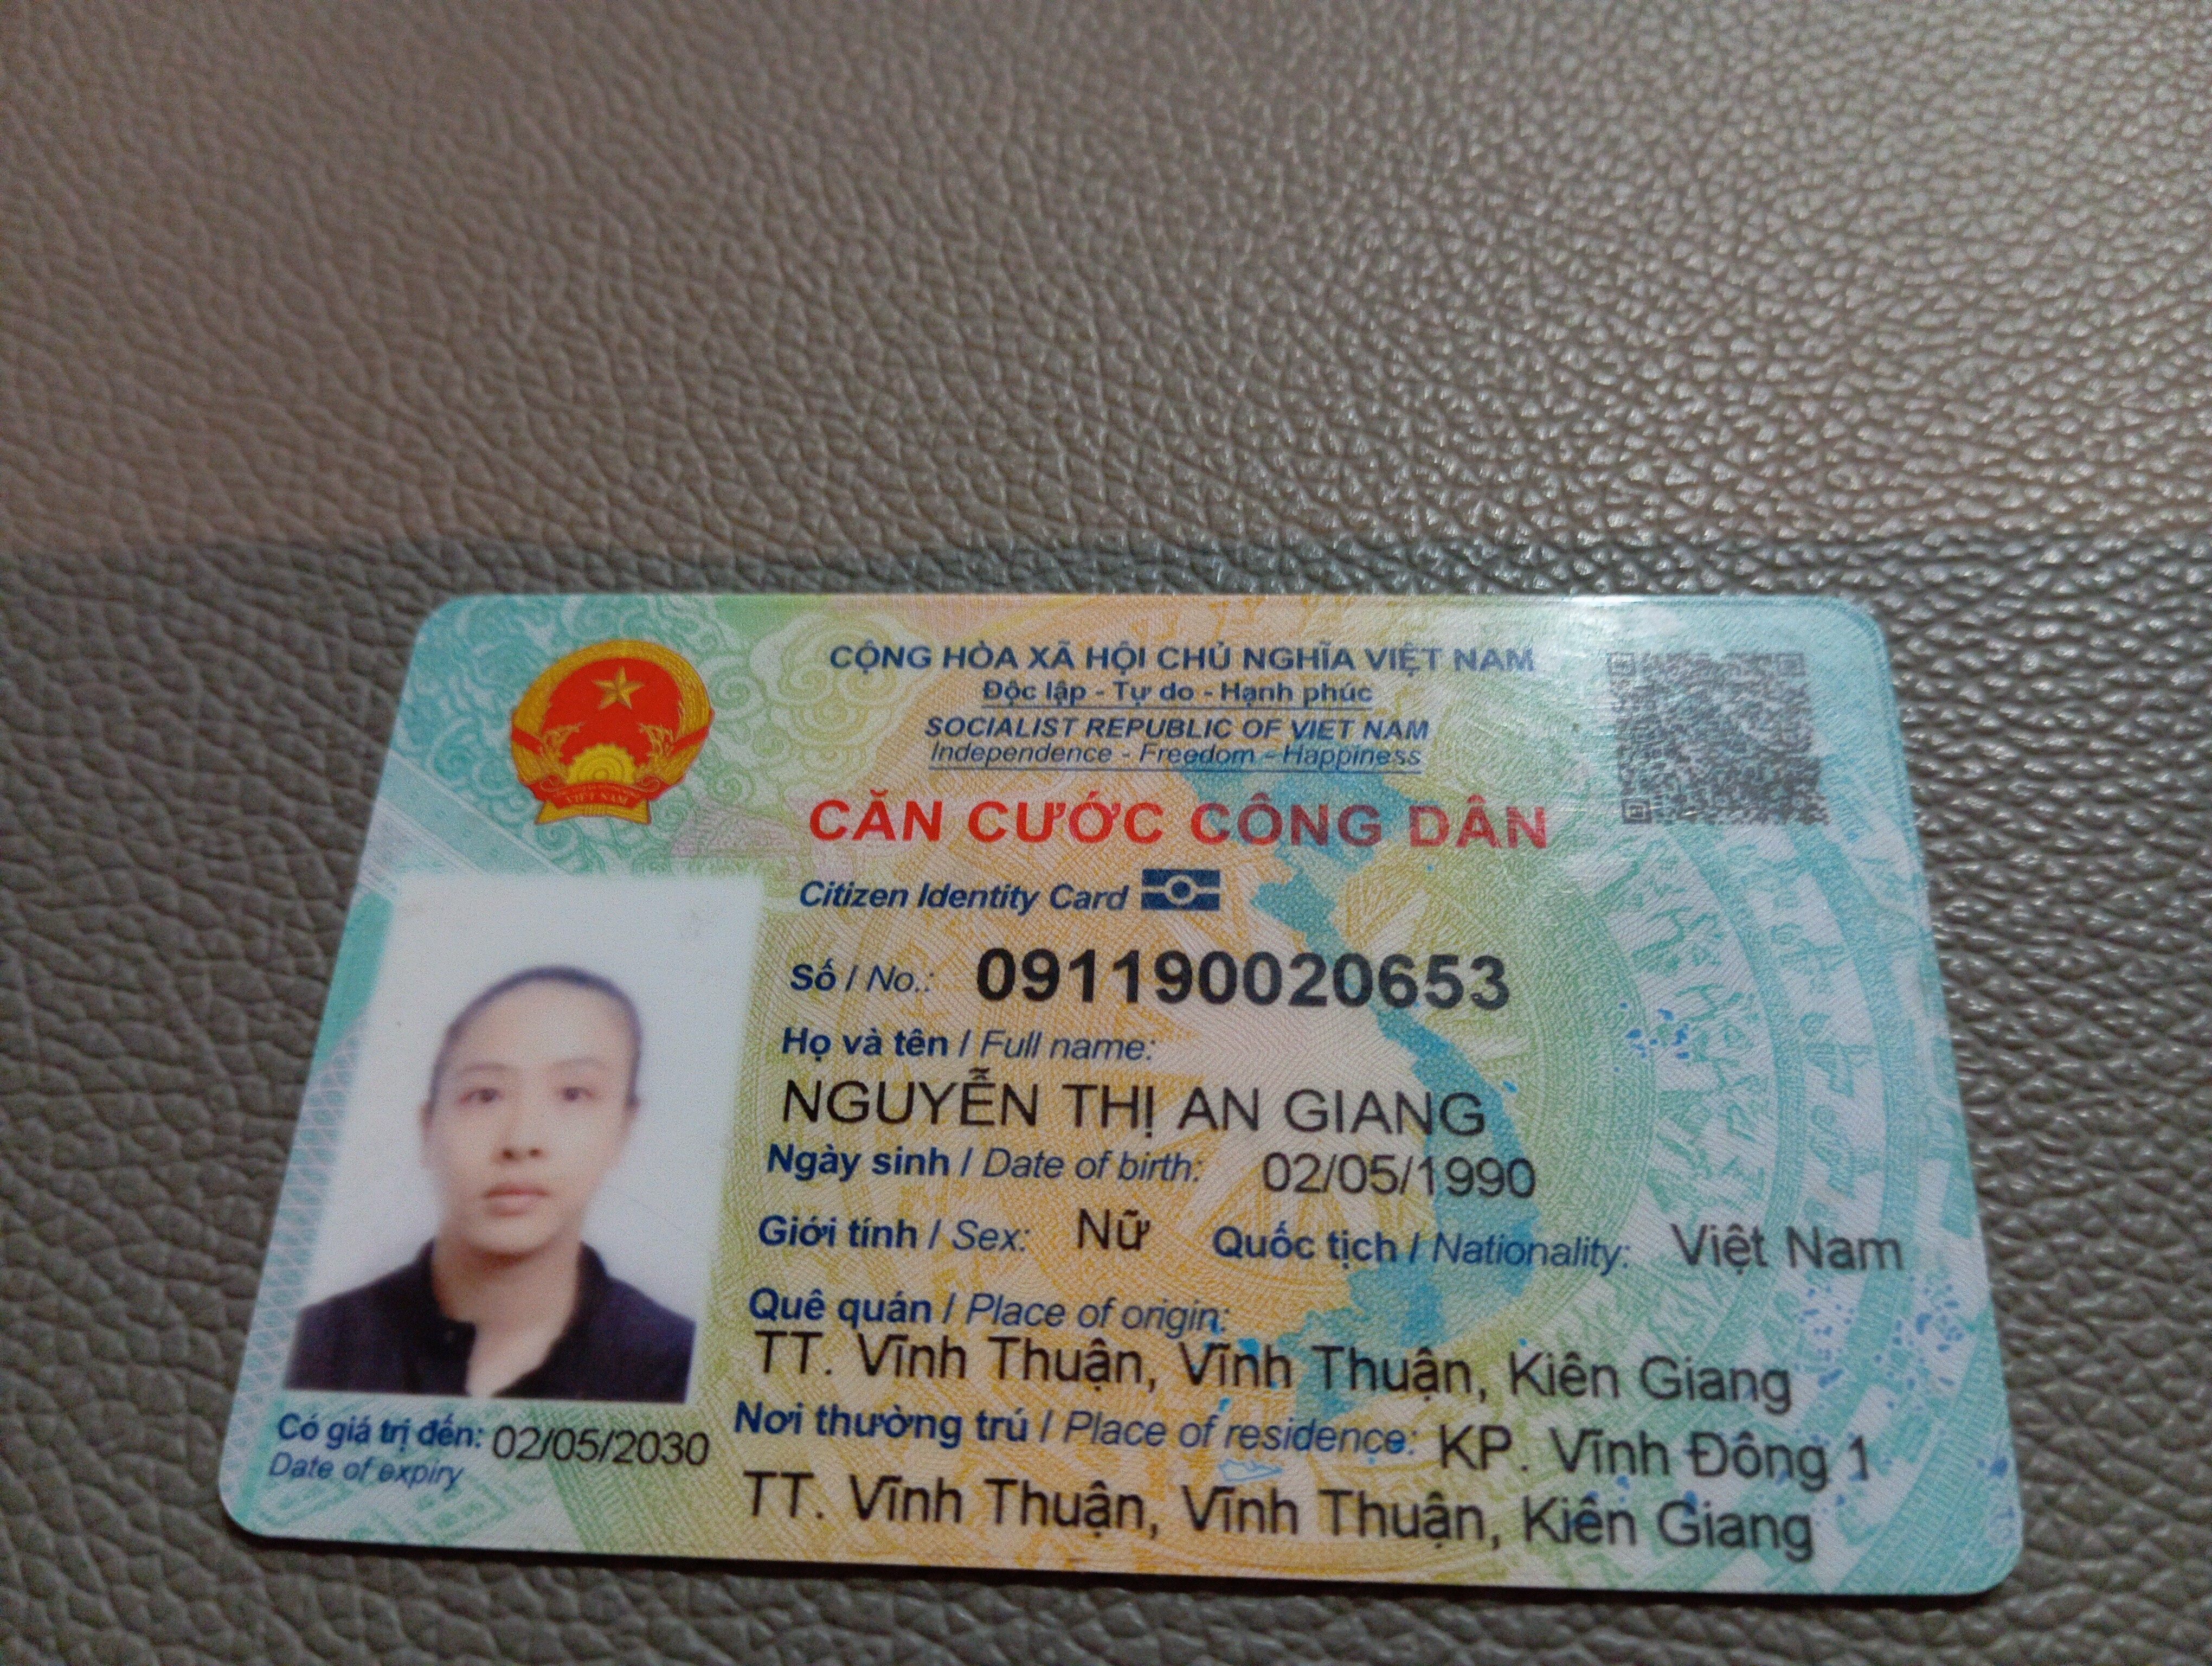 CỘNG HÒA XÃ HỘI CHỦ NGHĨA VIỆT NAM
Độc lập - Tự do - Hạnh phúc
SOCIALIST REPUBLIC OF VIET NAM
Independence - Freedom - Happiness
CĂN CƯỚC CÔNG DÂN
Citizen Identity Card
Số / No.: 091190020653
Họ và tên / Full name:
NGUYỄN THỊ AN GIANG
Ngày sinh / Date of birth: 02/05/1990
Giới tính / Sex: Nữ Quốc tịch / Nationality: Việt Nam
Quê quán / Place of origin:
TT. Vĩnh Thuận, Vĩnh Thuận, Kiên Giang
Nơi thường trú / Place of residence: KP. Vĩnh Đông 1
TT. Vĩnh Thuận, Vĩnh Thuận, Kiên Giang
Có giá trị đến: 02/05/2030
Date of expiry
VIỆT NAM